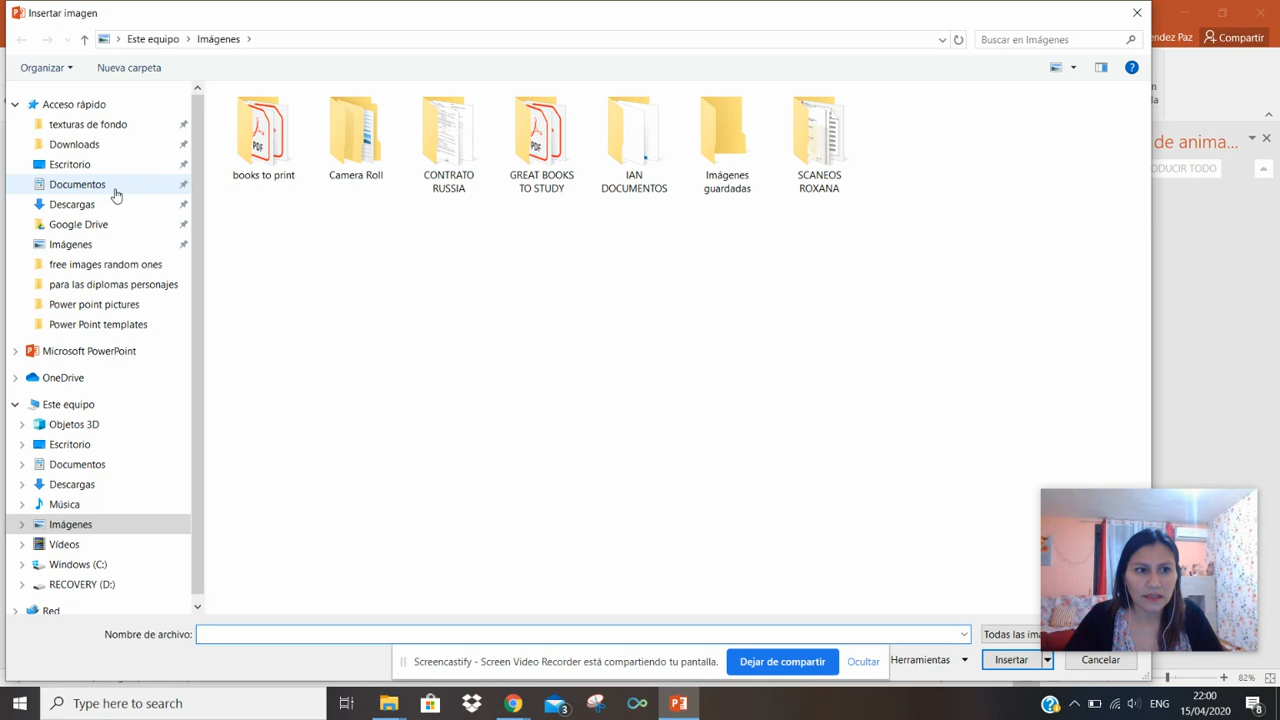 Insertar imagen
endez Paz
Compartir
Este equipo
Imágenes
Buscar en Imágenes
Organizar
Nueva carpeta
Acceso rápido
texturas de fondo
Downloads
Escritorio
Documentos
Descargas
Google Drive
Imágenes
free images random ones
para las diplomas personajes
Power point pictures
Power Point templates
Microsoft PowerPoint
OneDrive
Este equipo
Objetos 3D
Escritorio
Documentos
Descargas
Música
Imágenes
Vídeos
Windows (C:)
RECOVERY (D:)
Red
books to print
Camera Roll
CONTRATO RUSSIA
GREAT BOOKS TO STUDY
IAN DOCUMENTOS
Imágenes guardadas
SCANEOS ROXANA
n
la
de anima
ODUCIR TODO
Nombre de archivo:
Todas las im
Screencastify - Screen Video Recorder está compartiendo tu pantalla.
Dejar de compartir
Ocultar
Herramientas
Insertar
Cancelar
82%
Type here to search
3
ENG
22:00
15/04/2020
8